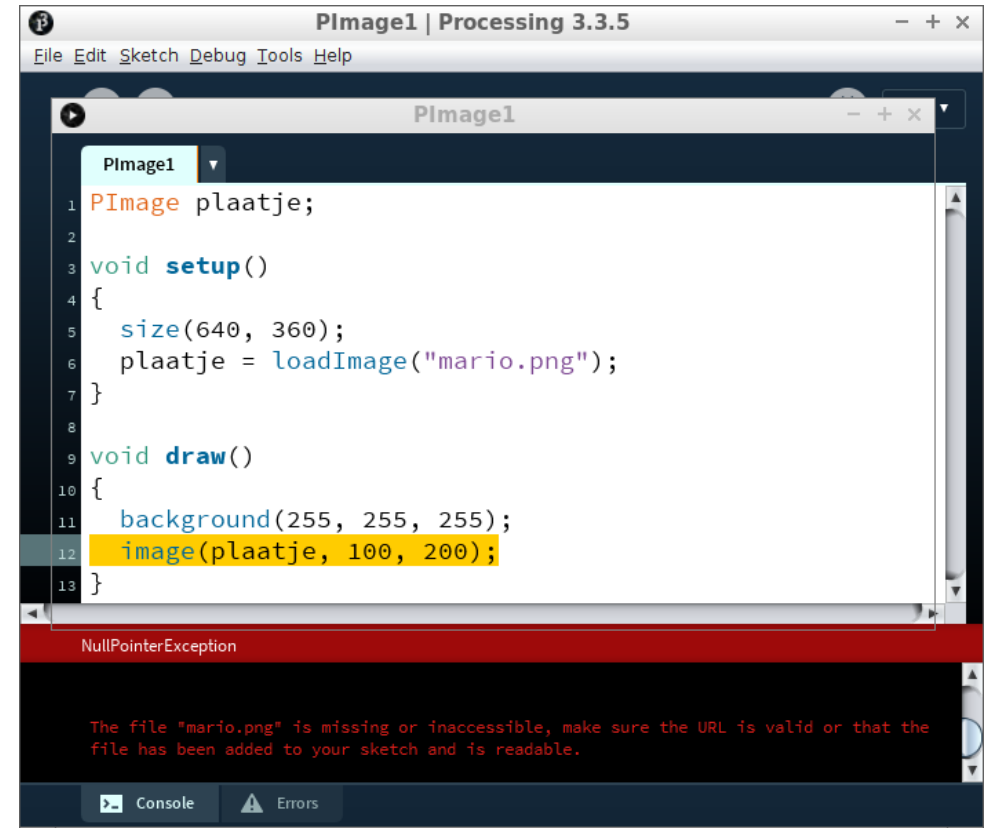 PImage1 | Processing 3.3.5
File Edit Sketch Debug Tools Help
PImage1
PImage1
1 PImage plaatje;
2
3 void setup()
4 {
5   size(640, 360);
6   plaatje = loadImage("mario.png");
7 }
8
9 void draw()
10 {
11   background(255, 255, 255);
12   image(plaatje, 100, 200);
13 }
NullPointerException
The file "mario.png" is missing or inaccessible, make sure the URL is valid or that the
file has been added to your sketch and is readable.
Console Errors